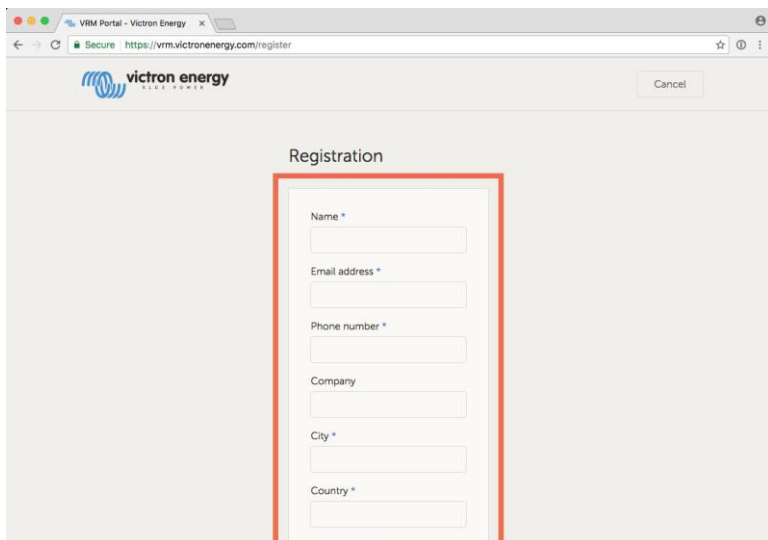 VRM Portal - Victron Energy
Secure https://vrm.victronenergy.com/register
victron energy
BLUE POWER
Cancel
Registration
Name *
Email address *
Phone number *
Company
City *
Country *